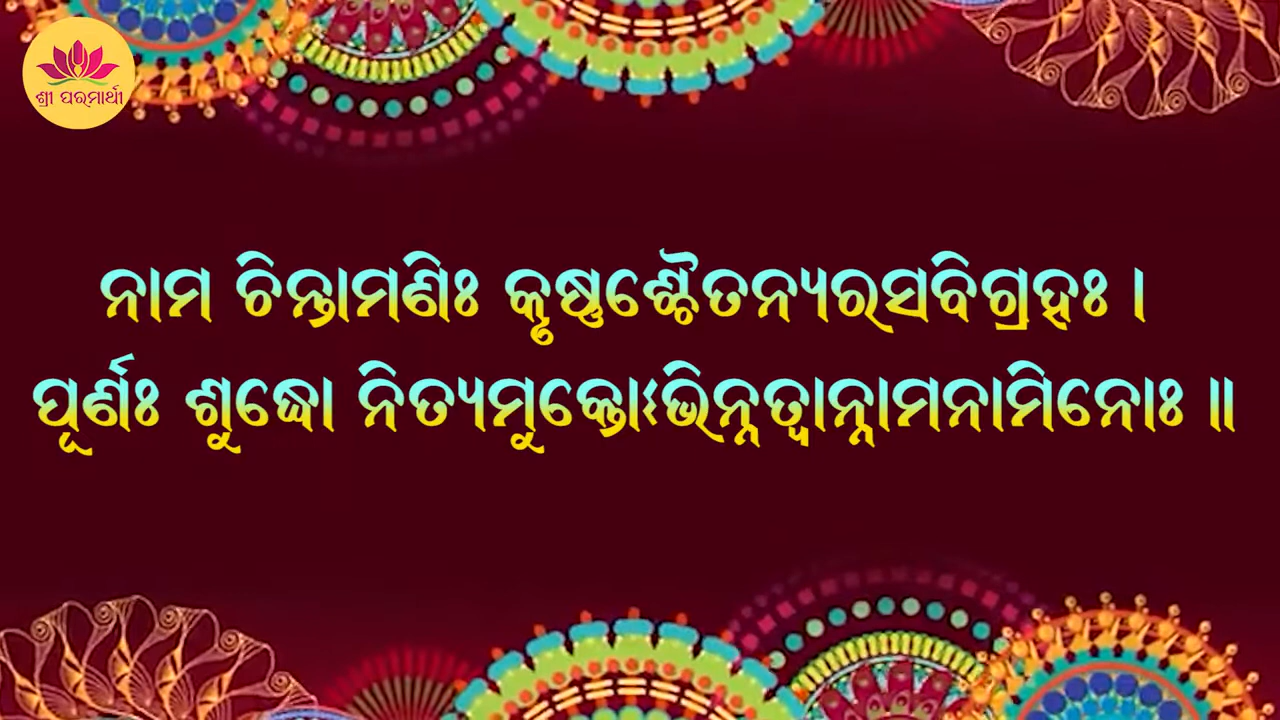 ଶ୍ରୀ ପରମାର୍ଥୀ
ନାମ ଚିନ୍ତାମଣିଃ କୃଷ୍ଣଶ୍ଚୈତନ୍ୟରସବିଗ୍ରହଃ ।
ପୂର୍ଣଃ ଶୁଦ୍ଧୋ ନିତ୍ୟମୁକ୍ତୋଽଭିନ୍ନତ୍ୱାନ୍ନାମନାମିନୋଃ ॥